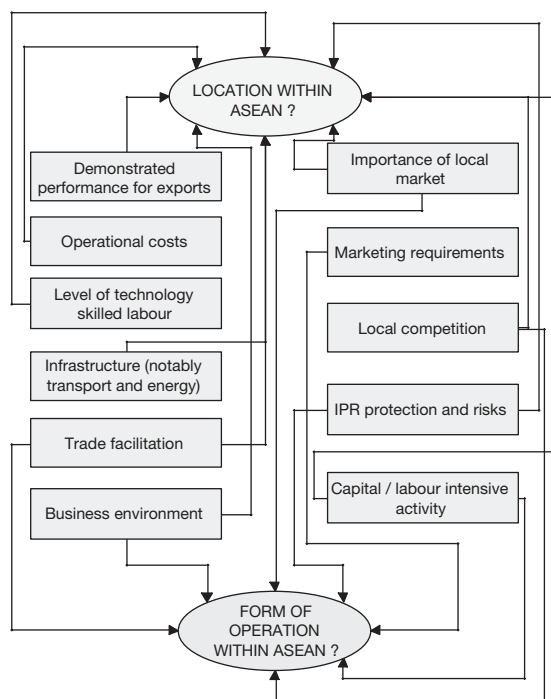 LOCATION WITHIN
ASEAN ?
Demonstrated
performance for exports
Operational costs
Level of technology
skilled labour
Infrastructure (notably
transport and energy)
Trade facilitation
Business environment
Importance of local
market
Marketing requirements
Local competition
IPR protection and risks
Capital / labour intensive
activity
FORM OF
OPERATION
WITHIN ASEAN ?